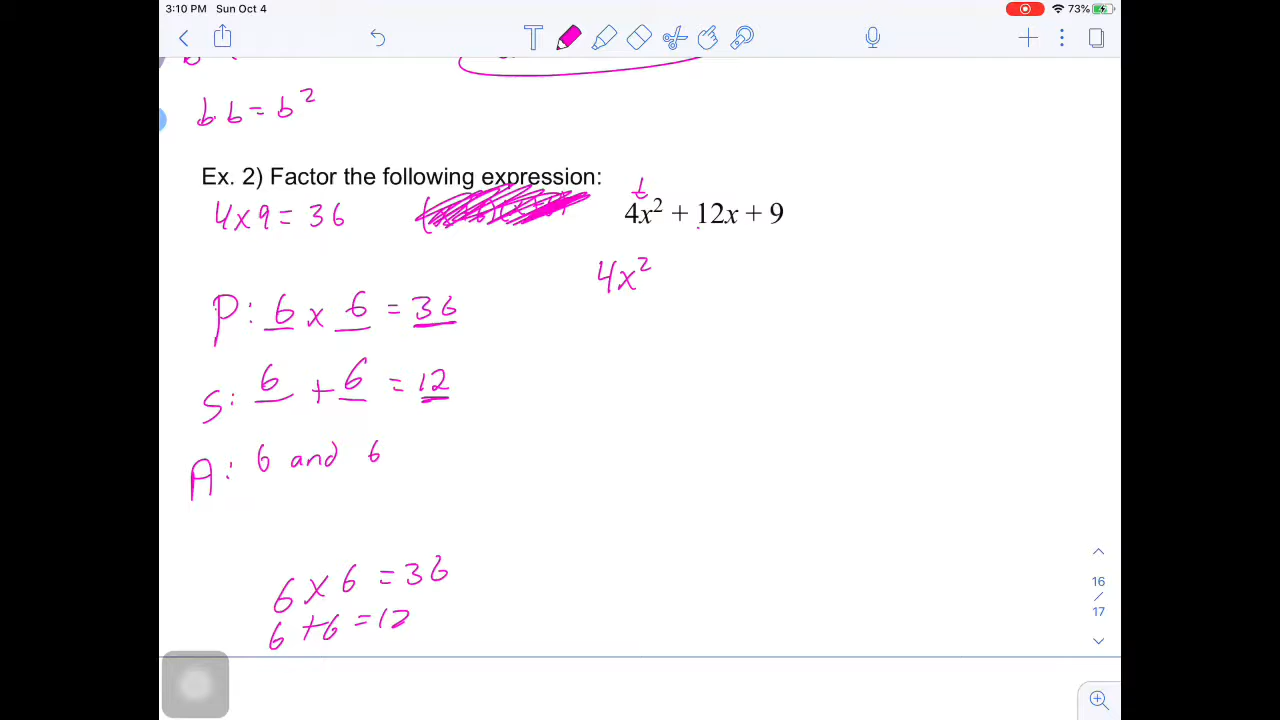 3:10 PM Sun Oct 4
73%
T
b·b = b²
Ex. 2) Factor the following expression:
4x² + 12x + 9
4 x 9 = 36
4x²
P: 6 x 6 = 36
S: 6 + 6 = 12
A: 6 and 6
6 x 6 = 36
6 + 6 = 12
16
/
17